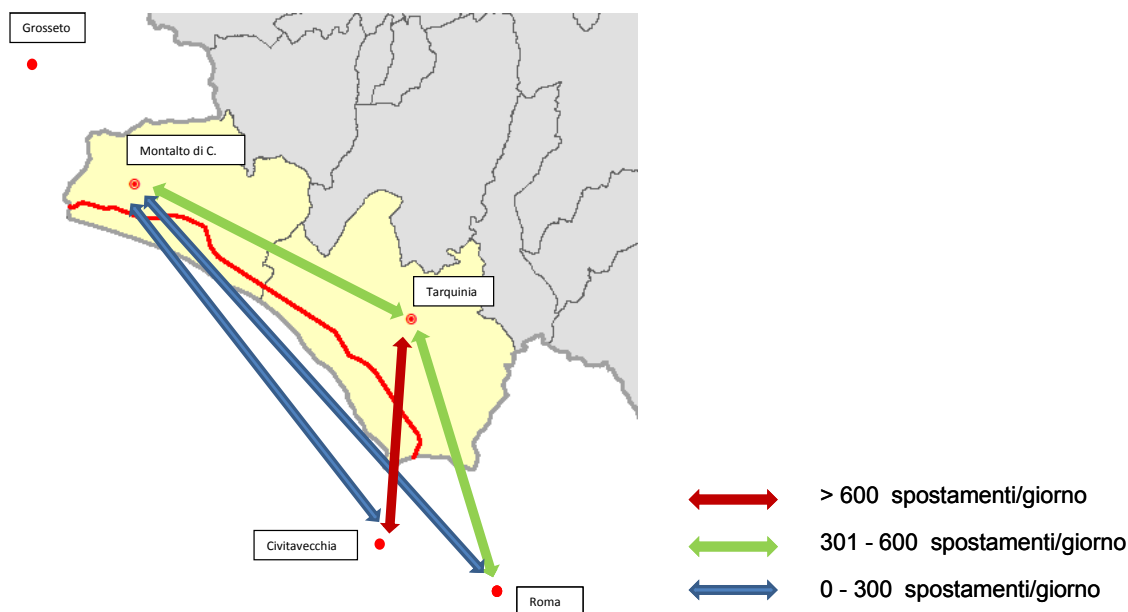 Grosseto
Montalto di C.
Tarquinia
Civitavecchia
Roma
> 600 spostamenti/giorno
301 - 600 spostamenti/giorno
0 - 300 spostamenti/giorno